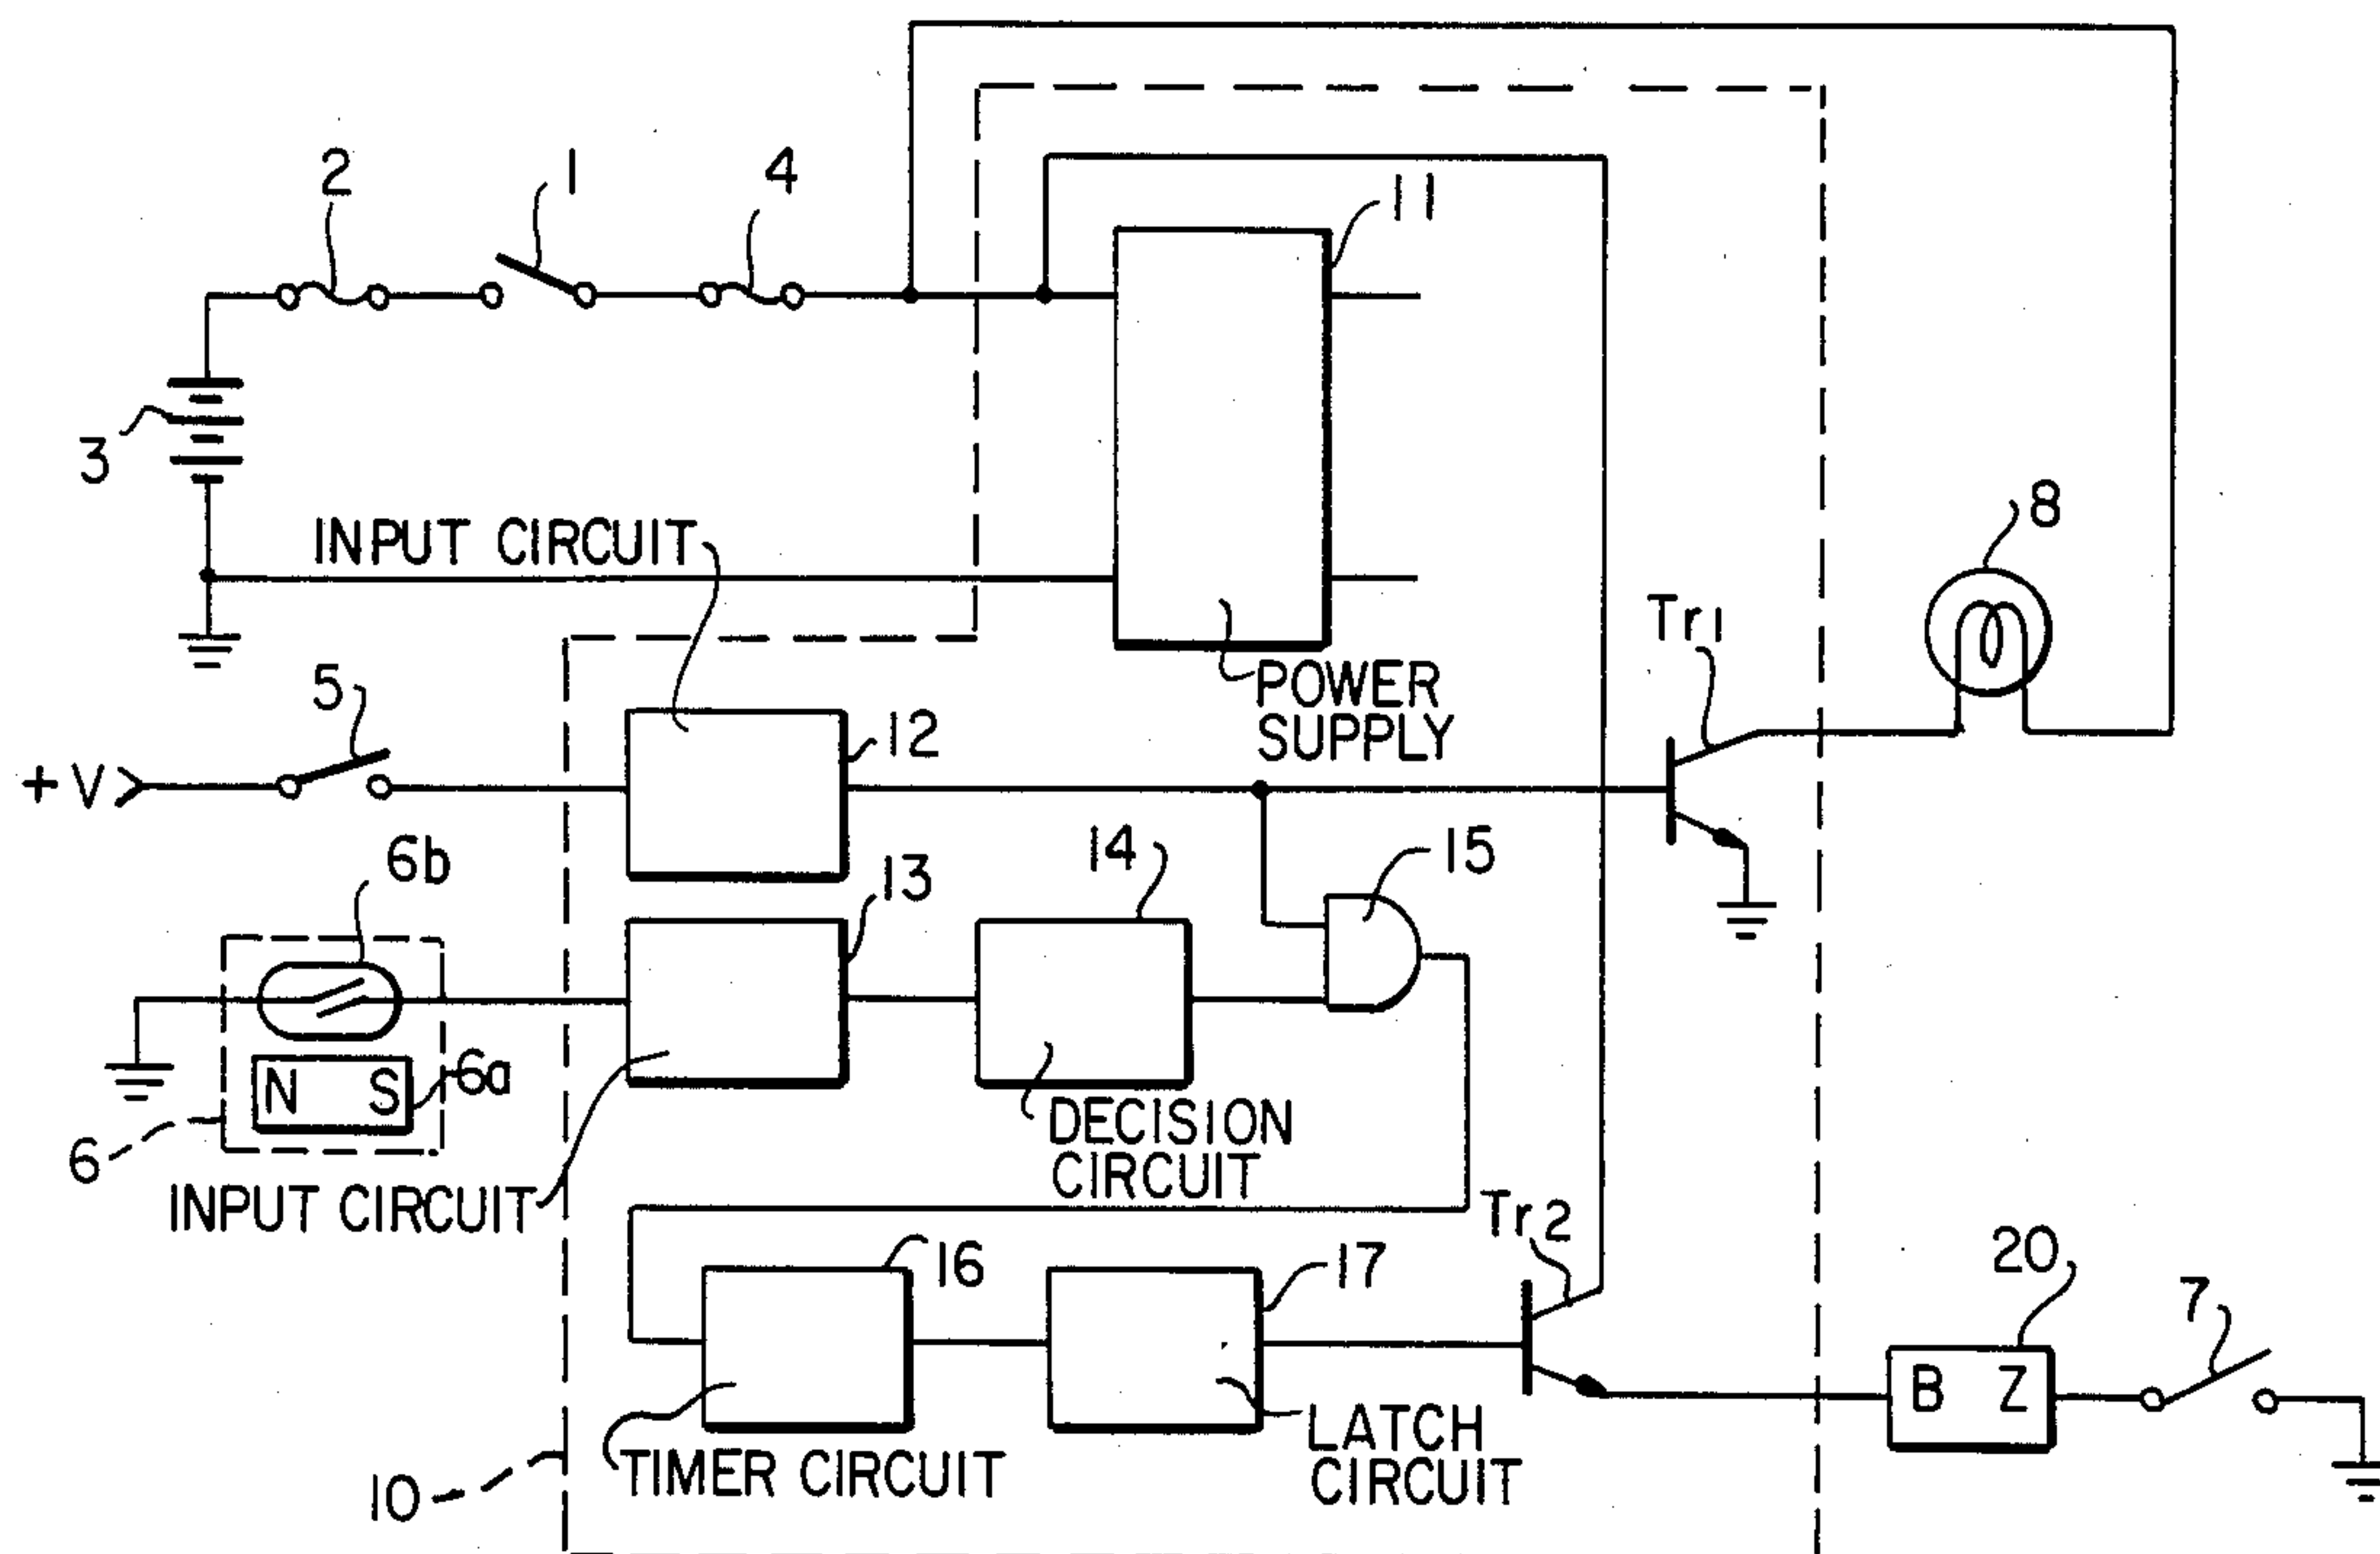 2
1
4
11
3
INPUT CIRCUIT
8
Tr1
POWER
SUPPLY
5
12
+V
6b
13
14
15
N S
6a
6
DECISION
CIRCUIT
INPUT CIRCUIT
Tr2
16
17
20
7
B Z
LATCH
CIRCUIT
TIMER CIRCUIT
10